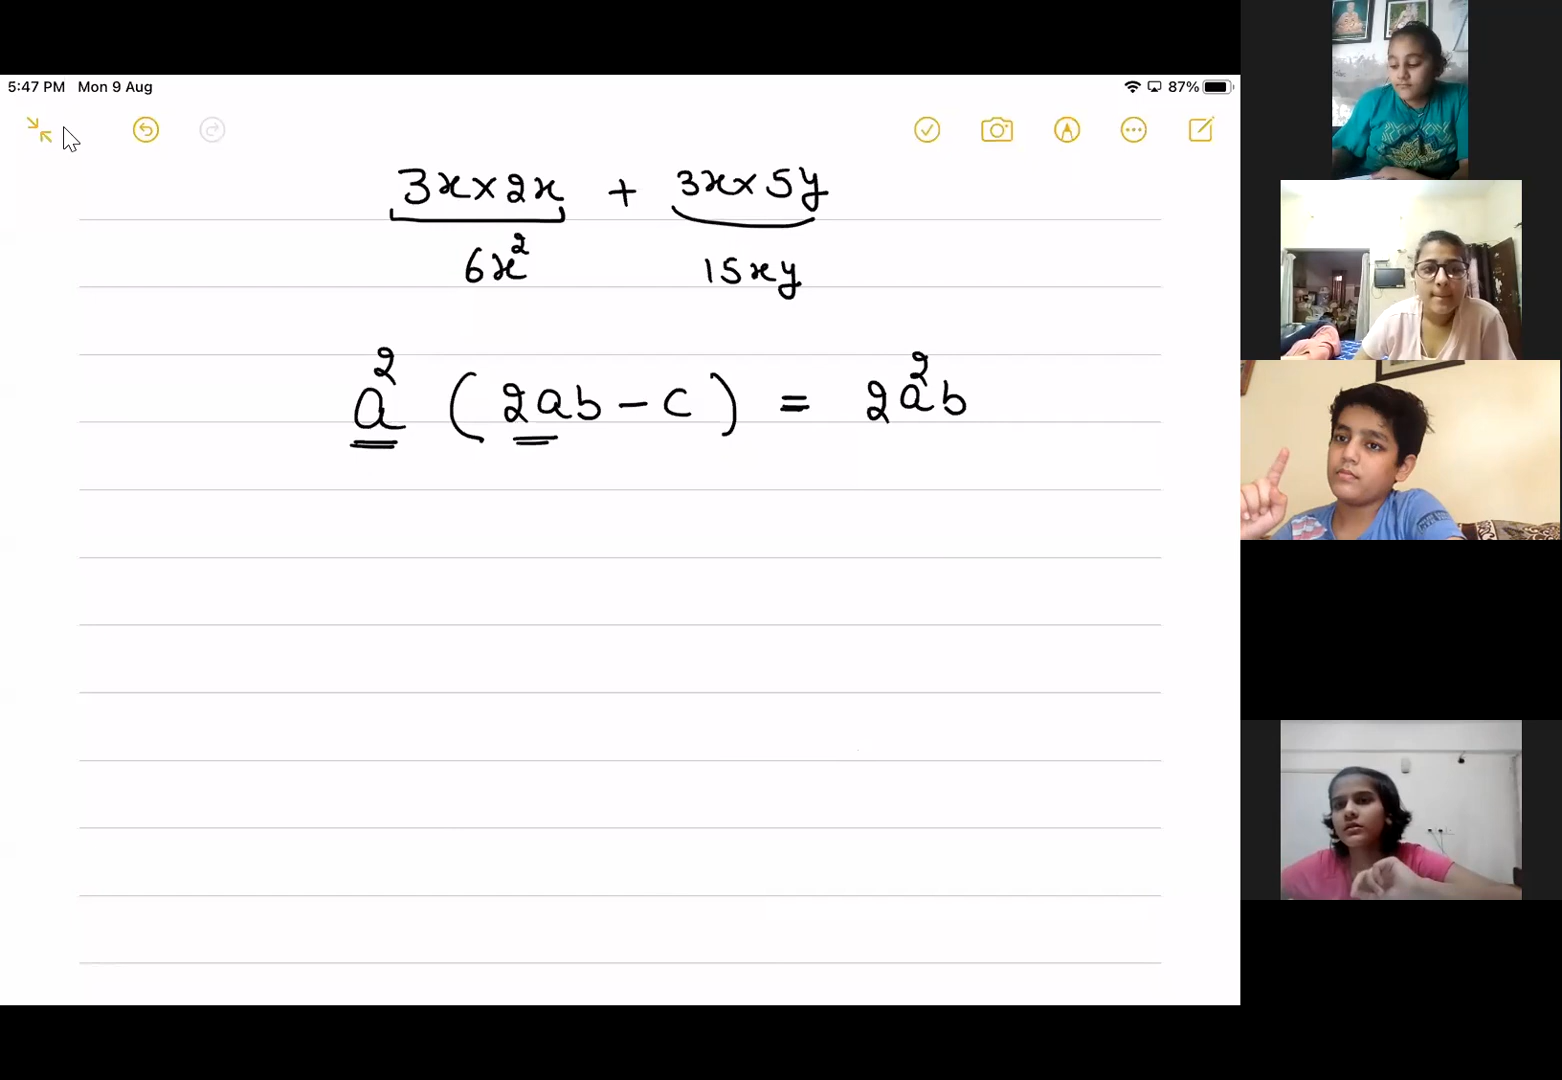 5:47 PM Mon 9 Aug 87%
3x×2x + 3x×5y
6x² 15xy
a² (2ab-c) = 2a²b